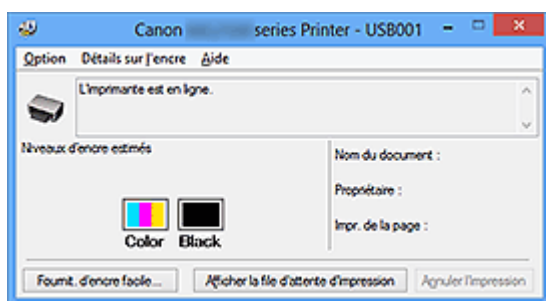 Canon series Printer - USB001
Option Détails sur l'encre Aide
L'imprimante est en ligne.
Niveaux d'encre estimés
Nom du document :
Propriétaire :
Impr. de la page :
Color Black
Fournit. d'encre facile... Afficher la file d'attente d'impression Annuler l'impression